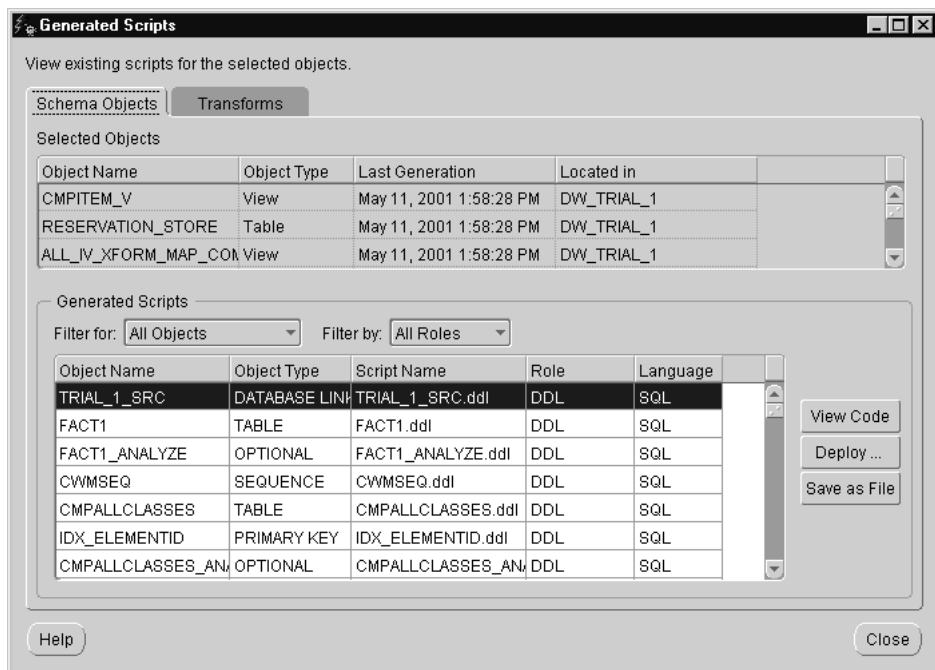 Generated Scripts
View existing scripts for the selected objects.
Schema Objects Transforms
Selected Objects
Object Name Object Type Last Generation Located in
CMPITEM_V View May 11, 2001 1:58:28 PM DW_TRIAL_1
RESERVATION_STORE Table May 11, 2001 1:58:28 PM DW_TRIAL_1
ALL_IV_XFORM_MAP_CON View May 11, 2001 1:58:28 PM DW_TRIAL_1
Generated Scripts
Filter for: All Objects Filter by: All Roles
Object Name Object Type Script Name Role Language
TRIAL_1_SRC DATABASE LINK TRIAL_1_SRC.ddl DDL SQL
FACT1 TABLE FACT1.ddl DDL SQL
FACT1_ANALYZE OPTIONAL FACT1_ANALYZE.ddl DDL SQL
CWMSEQ SEQUENCE CWMSEQ.ddl DDL SQL
CMPALLCLASSES TABLE CMPALLCLASSES.ddl DDL SQL
IDX_ELEMENTID PRIMARY KEY IDX_ELEMENTID.ddl DDL SQL
CMPALLCLASSES_ANA OPTIONAL CMPALLCLASSES_ANA DDL SQL
View Code
Deploy ...
Save as File
Help Close